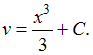 v = x³/3 + C.